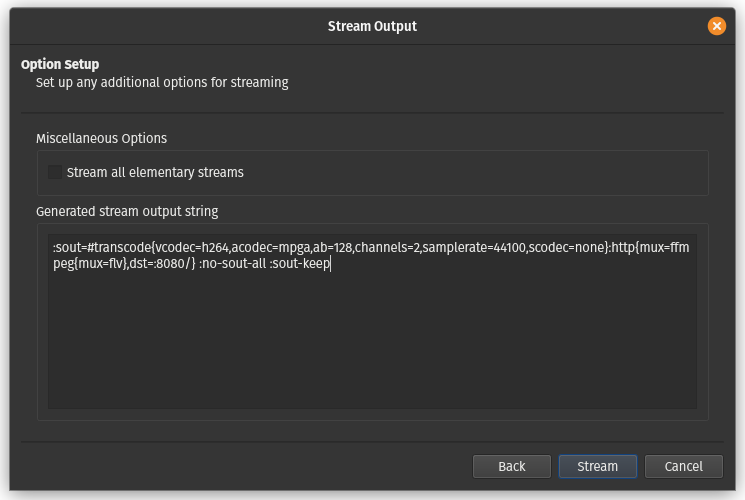 Stream Output
Option Setup
Set up any additional options for streaming
Miscellaneous Options
Stream all elementary streams
Generated stream output string
:sout=#transcode{vcodec=h264,acodec=mpga,ab=128,channels=2,samplerate=44100,scodec=none}:http{mux=ffm
peg{mux=flv},dst=:8080/} :no-sout-all :sout-keep
Back
Stream
Cancel